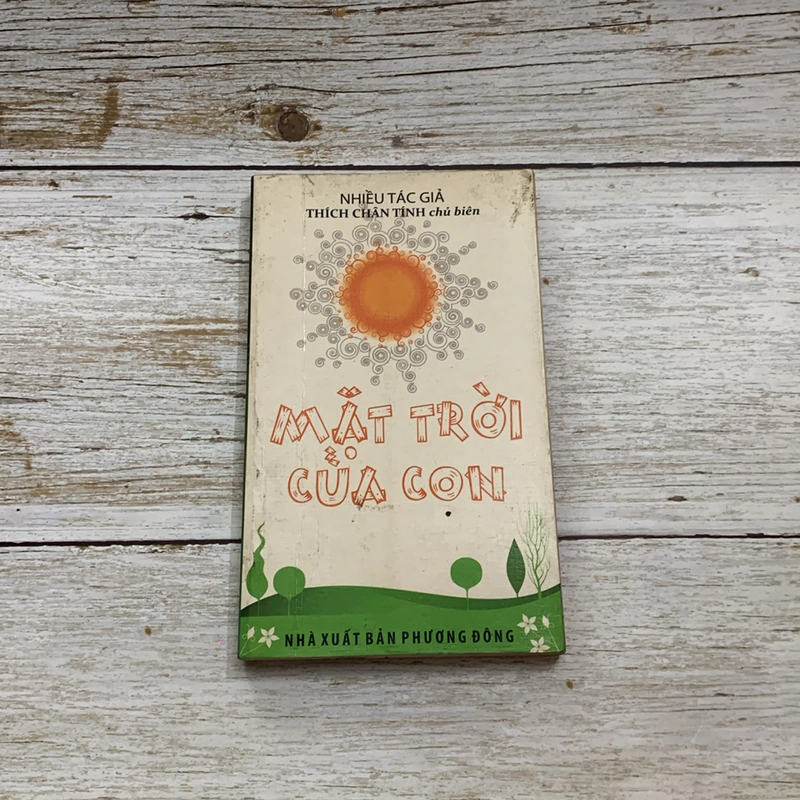 NHIỀU TÁC GIẢ
THÍCH CHÂN TÍNH chủ biên
MẶT TRỜI
CỦA CON
NHÀ XUẤT BẢN PHƯƠNG ĐÔNG